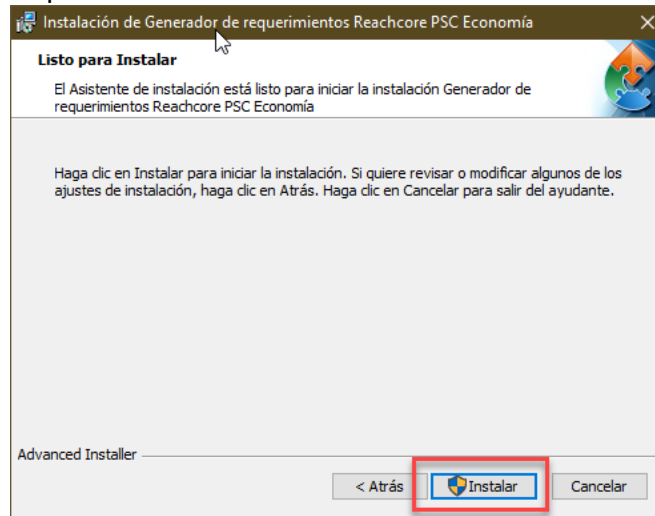 Instalación de Generador de requerimientos Reachcore PSC Economía
Listo para Instalar
El Asistente de instalación está listo para iniciar la instalación Generador de
requerimientos Reachcore PSC Economía
Haga clic en Instalar para iniciar la instalación. Si quiere revisar o modificar algunos de los
ajustes de instalación, haga clic en Atrás. Haga clic en Cancelar para salir del ayudante.
Advanced Installer
< Atrás
Instalar
Cancelar